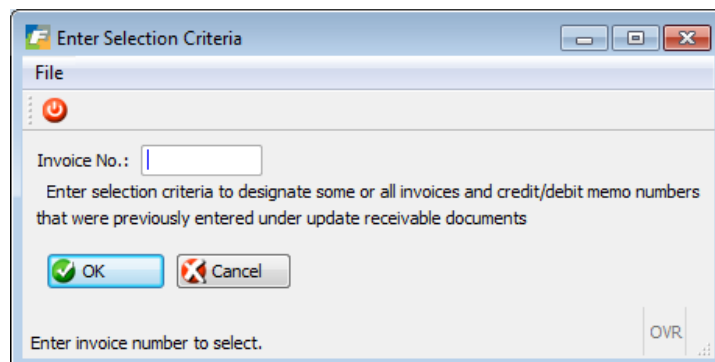 Enter Selection Criteria
File
Invoice No.:
Enter selection criteria to designate some or all invoices and credit/debit memo numbers
that were previously entered under update receivable documents
OK
Cancel
OVR
Enter invoice number to select.